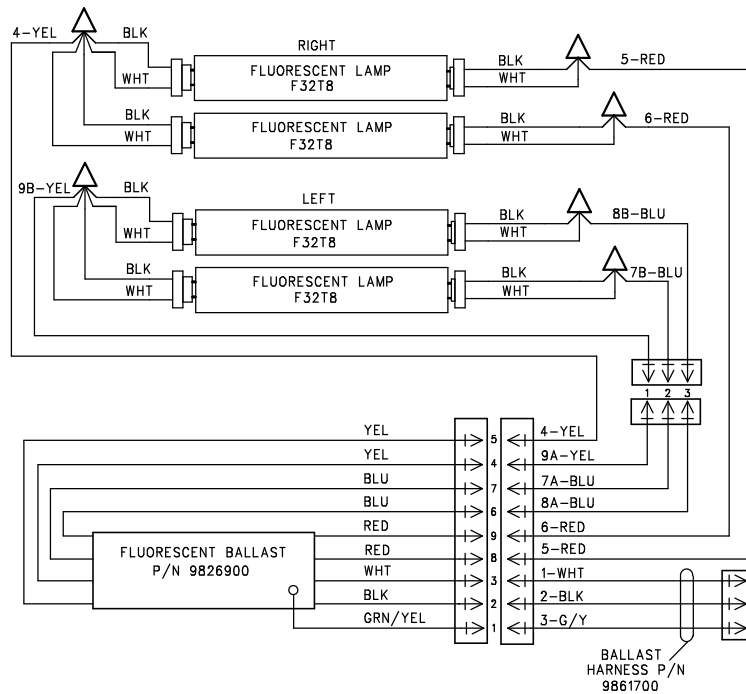 4-YEL BLK RIGHT BLK 5-RED
WHT FLUORESCENT LAMP WHT
F32T8
BLK FLUORESCENT LAMP BLK 6-RED
WHT F32T8 WHT
9B-YEL BLK LEFT BLK 8B-BLU
WHT FLUORESCENT LAMP WHT
F32T8
BLK FLUORESCENT LAMP BLK 7B-BLU
WHT F32T8 WHT
1 2 3
YEL 5 4-YEL
YEL 4 9A-YEL
BLU 7 7A-BLU
BLU 6 8A-BLU
RED 9 6-RED
FLUORESCENT BALLAST RED 8 5-RED
P/N 9826900 WHT 3 1-WHT
BLK 2 2-BLK
GRN/YEL 1 3-G/Y
BALLAST
HARNESS P/N
9861700